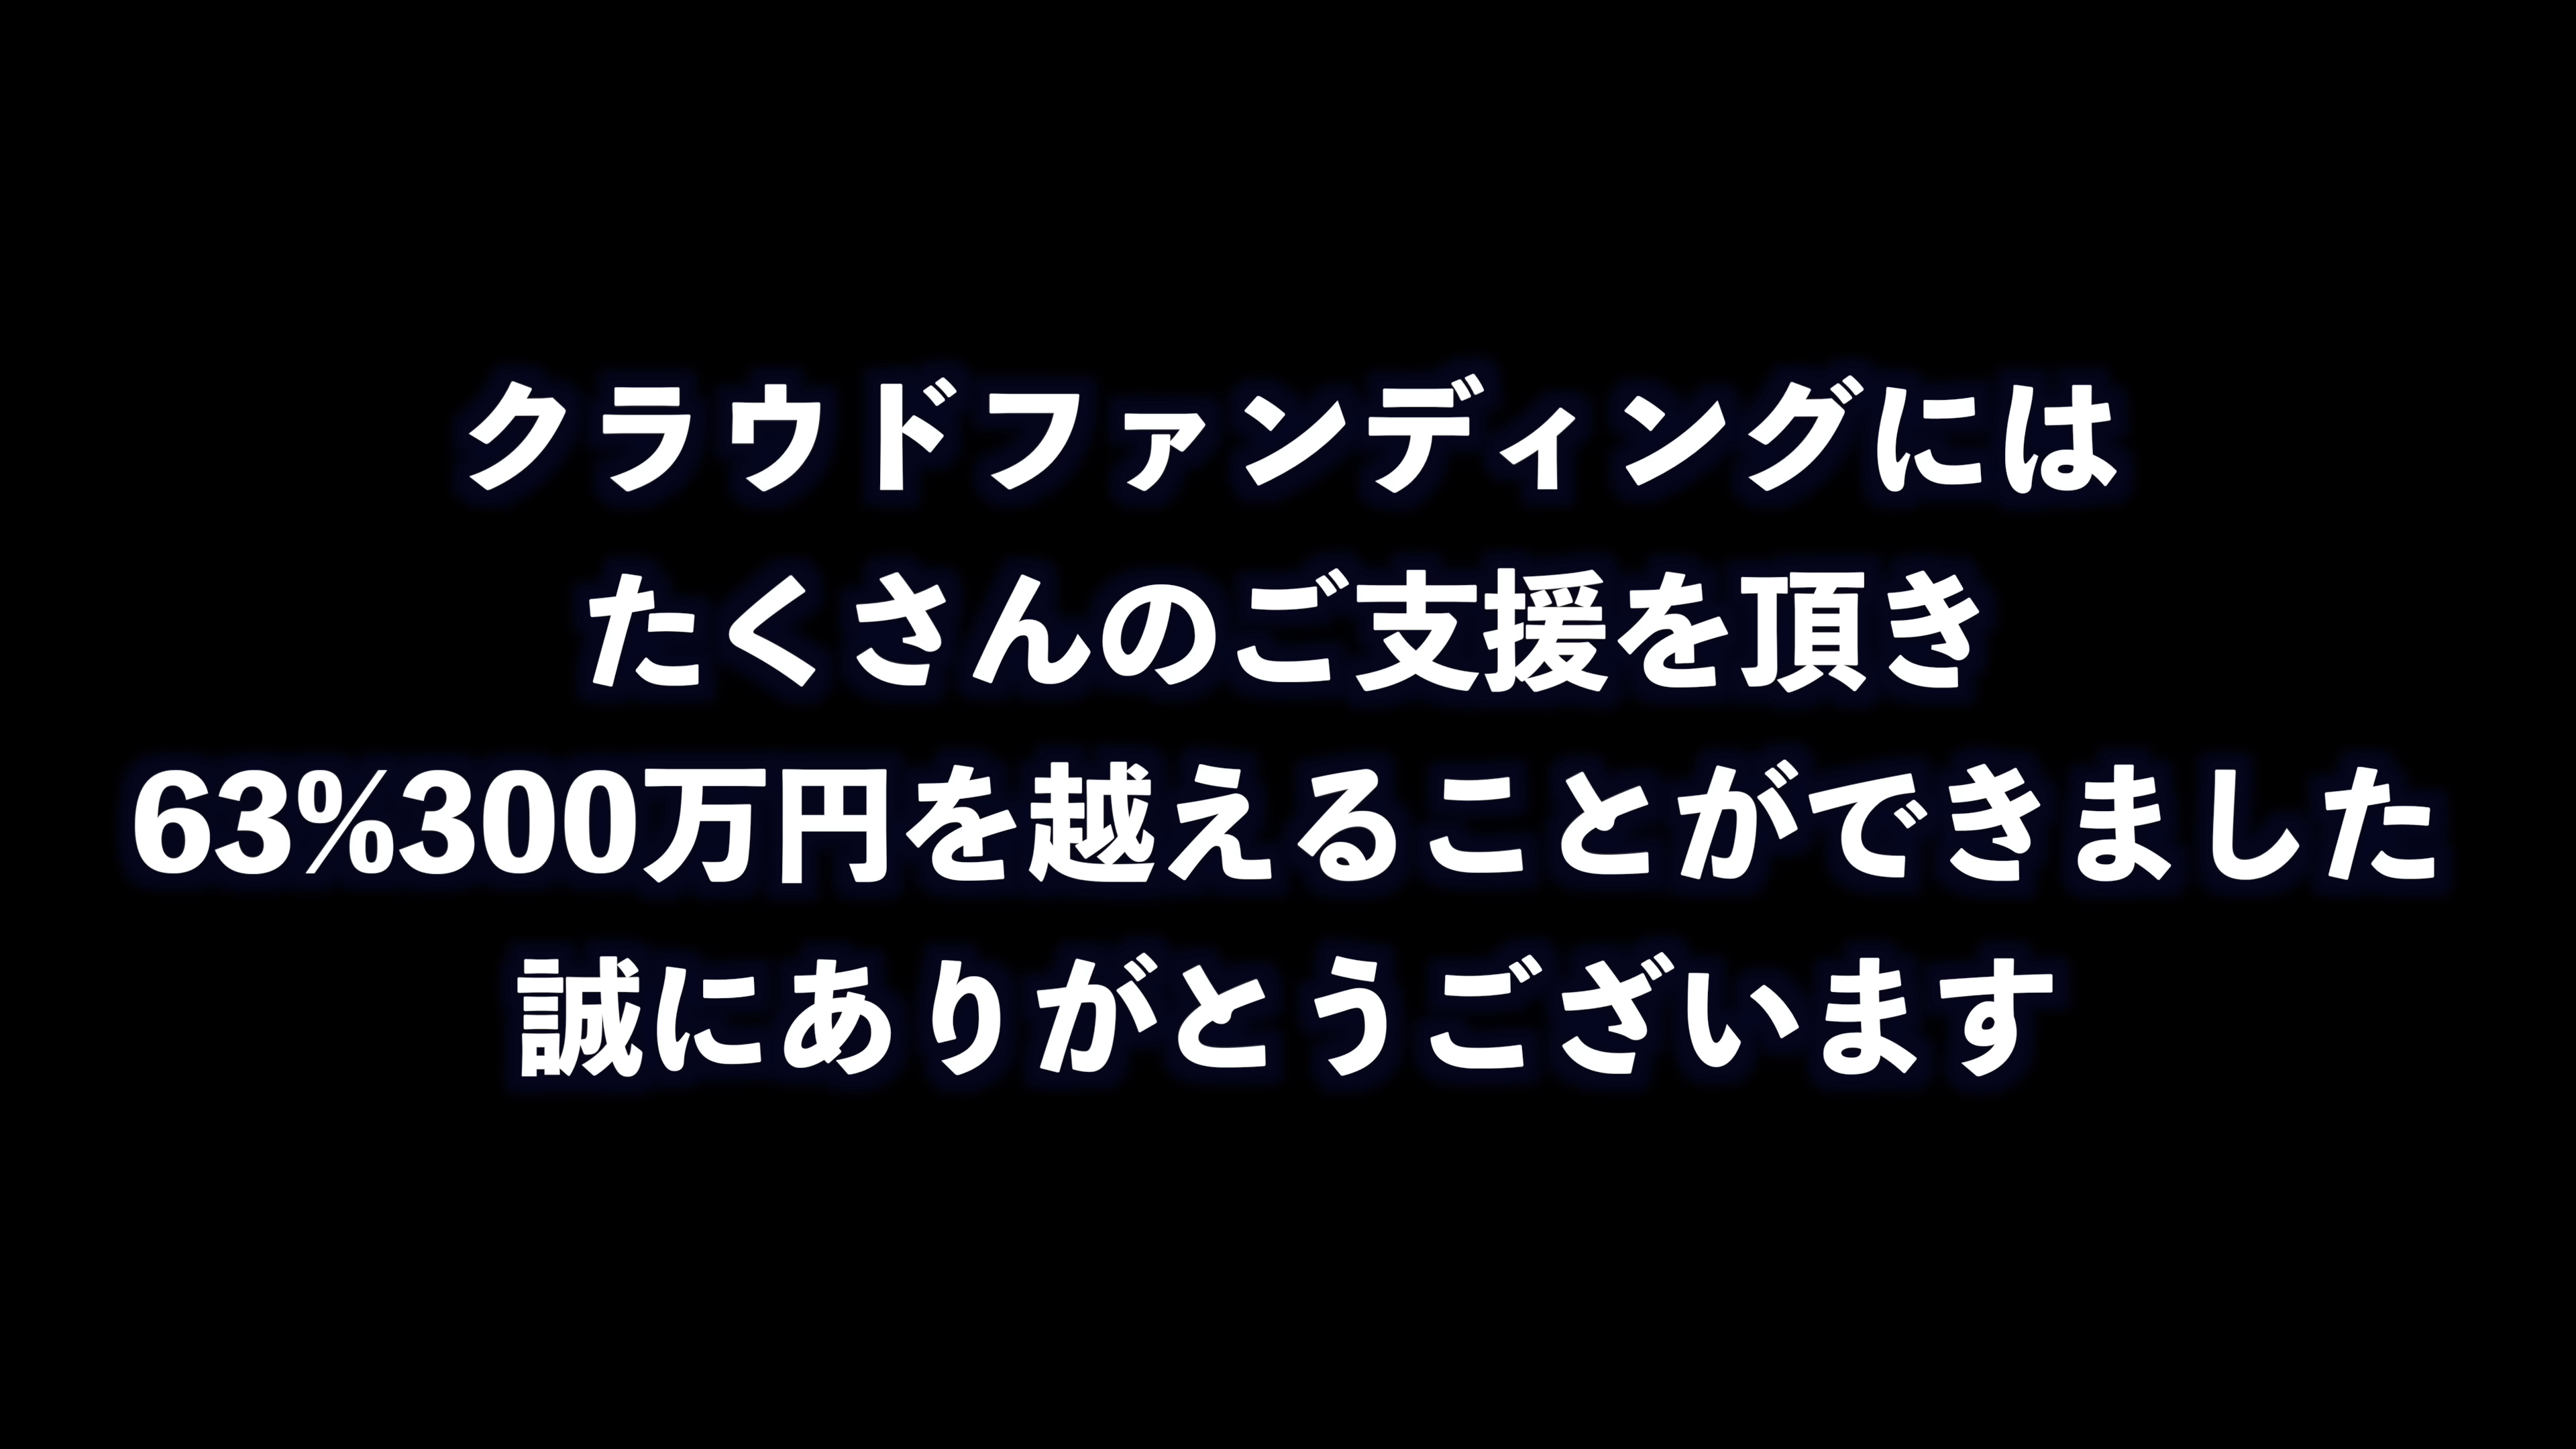 クラウドファンディングには
たくさんのご支援を頂き
63%300万円を越えることができました
誠にありがとうございます